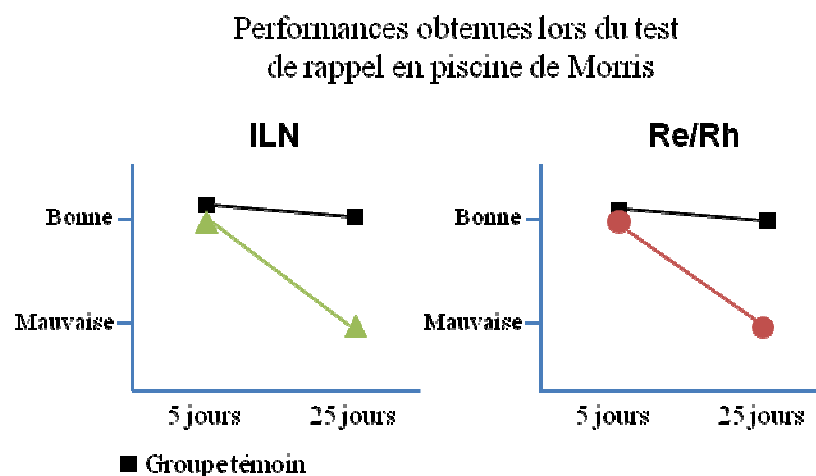 Performances obtenues lors du test
de rappel en piscine de Morris
ILN
Bonne
Mauvaise
5 jours 25 jours
Re/Rh
Bonne
Mauvaise
5 jours 25 jours
Groupe témoin